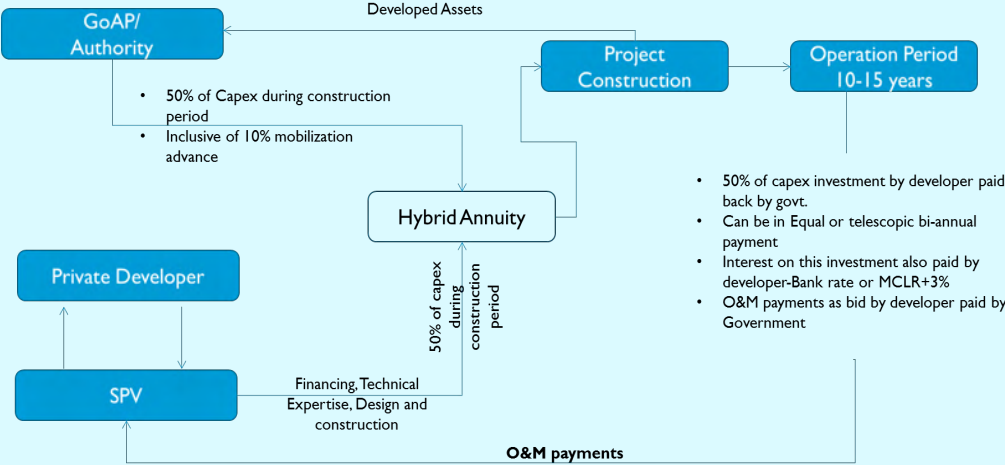 Developed Assets
GoAP/
Authority
Project
Construction
Operation Period
10-15 years
• 50% of Capex during construction
period
• Inclusive of 10% mobilization
advance
Hybrid Annuity
• 50% of capex investment by developer paid
back by govt.
• Can be in Equal or telescopic bi-annual
payment
• Interest on this investment also paid by
developer-Bank rate or MCLR+3%
• O&M payments as bid by developer paid by
Government
Private Developer
50% of capex
during
construction
period
SPV
Financing, Technical
Expertise, Design and
construction
O&M payments